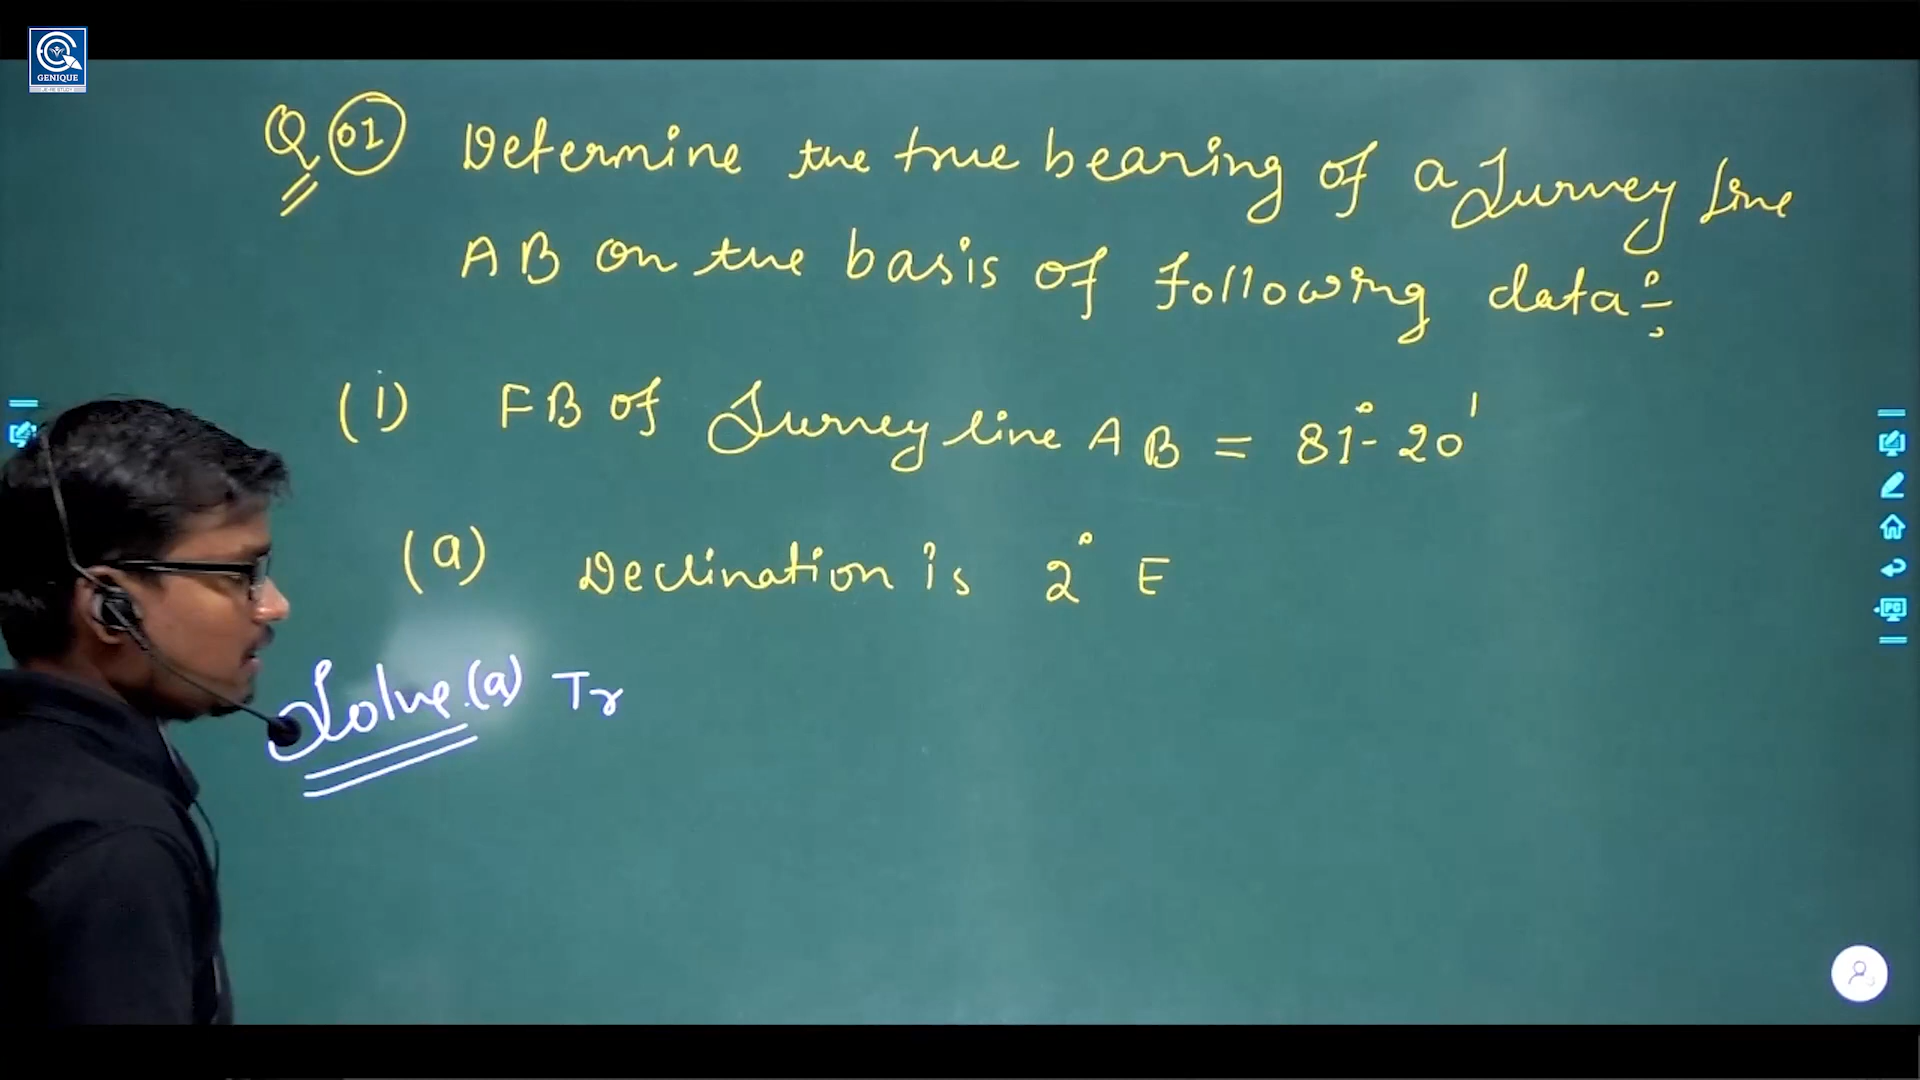 GENIQUE
Q 01 Determine the true bearing of a Survey line
AB on the basis of following data:-
(1) FB of Survey line AB = 81°-20'
(a) Declination is 2° E
Solve.(a) Tr
PC